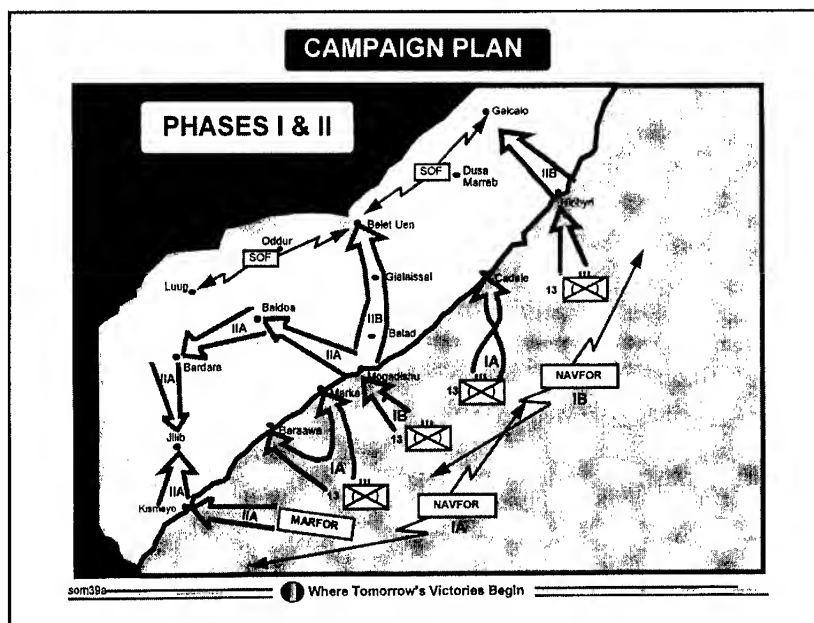 CAMPAIGN PLAN
PHASES I & II
Galcaio
SOF
Dusa
Marreb
IIB
Belet Uen
Oddur
SOF
Luuq
Gialalssi
Cadale
13
Baidoa
IIA
IIB
Balad
IIA
Bardara
IIA
Mogadishu
IA
13
NAVFOR
IB
Marka
IB
13
Jilib
Barsawa
IA
13
NAVFOR
IA
IIA
Kismayo
IIA
MARFOR
som39a
Where Tomorrow's Victories Begin